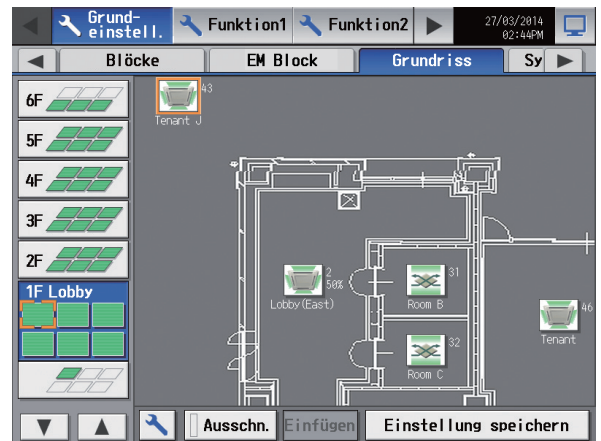 Grund-
einstell.
Funktion1
Funktion2
27/03/2014
02:44PM
Blöcke
EM Block
Grundriss
Sy
6F
5F
4F
3F
2F
1F Lobby
43
Tenant J
2
50%
Lobby(East)
31
Room B
32
Room C
46
Tenant
Ausschn.
Einfügen
Einstellung speichern